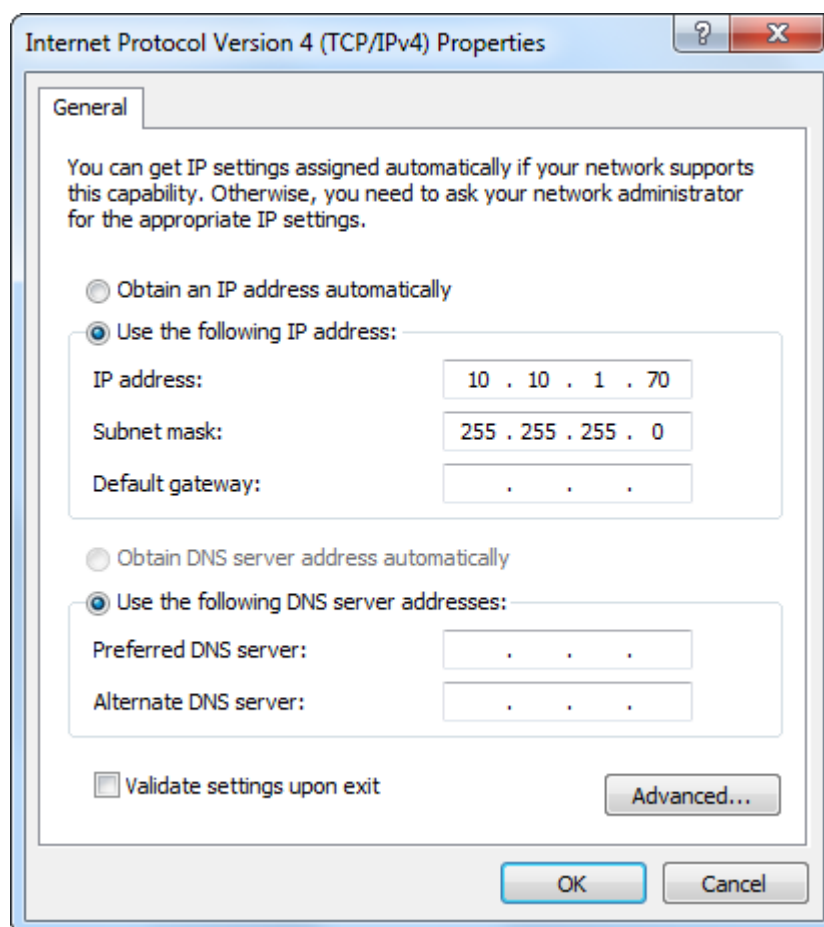 Internet Protocol Version 4 (TCP/IPv4) Properties
General
You can get IP settings assigned automatically if your network supports
this capability. Otherwise, you need to ask your network administrator
for the appropriate IP settings.
Obtain an IP address automatically
Use the following IP address:
IP address: 10 . 10 . 1 . 70
Subnet mask: 255 . 255 . 255 . 0
Default gateway: . . .
Obtain DNS server address automatically
Use the following DNS server addresses:
Preferred DNS server: . . .
Alternate DNS server: . . .
Validate settings upon exit
Advanced...
OK Cancel